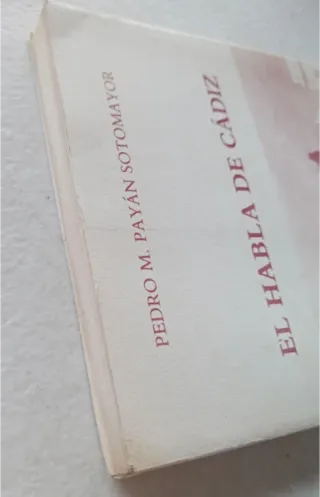 PEDRO M. PAYÁN SOTOMAYOR
EL HABLA DE CÁDIZ